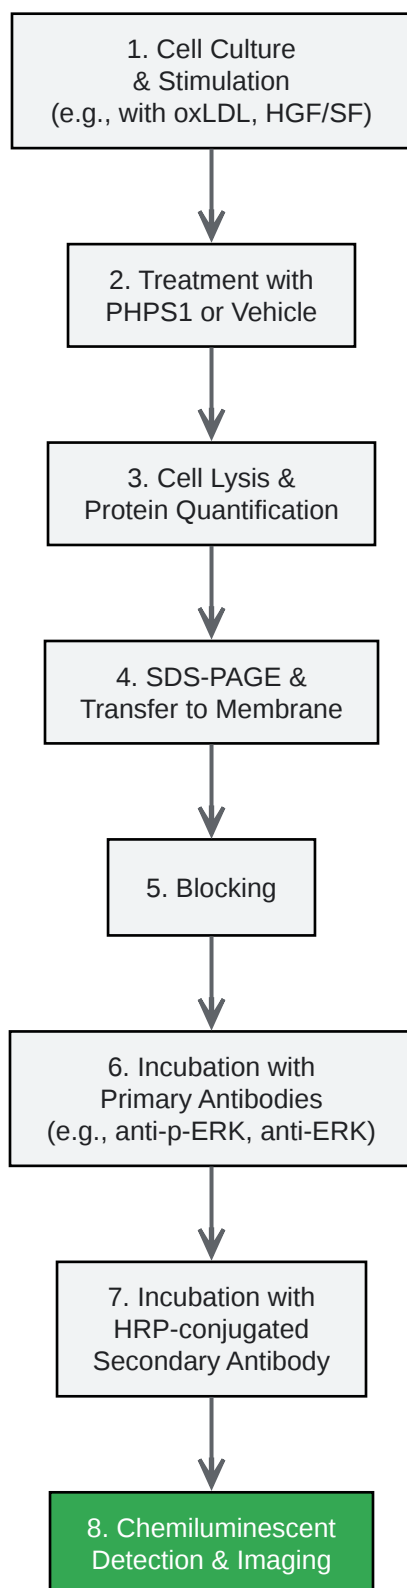 1. Cell Culture
& Stimulation
(e.g., with oxLDL, HGF/SF)
2. Treatment with
PHPS1 or Vehicle
3. Cell Lysis &
Protein Quantification
4. SDS-PAGE &
Transfer to Membrane
5. Blocking
6. Incubation with
Primary Antibodies
(e.g., anti-p-ERK, anti-ERK)
7. Incubation with
HRP-conjugated
Secondary Antibody
8. Chemiluminescent
Detection & Imaging